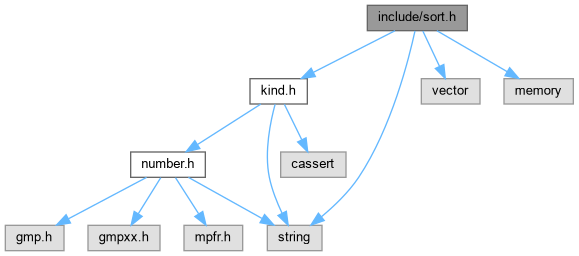 include/sort.h
kind.h
vector
memory
number.h
cassert
gmp.h
gmpxx.h
mpfr.h
string